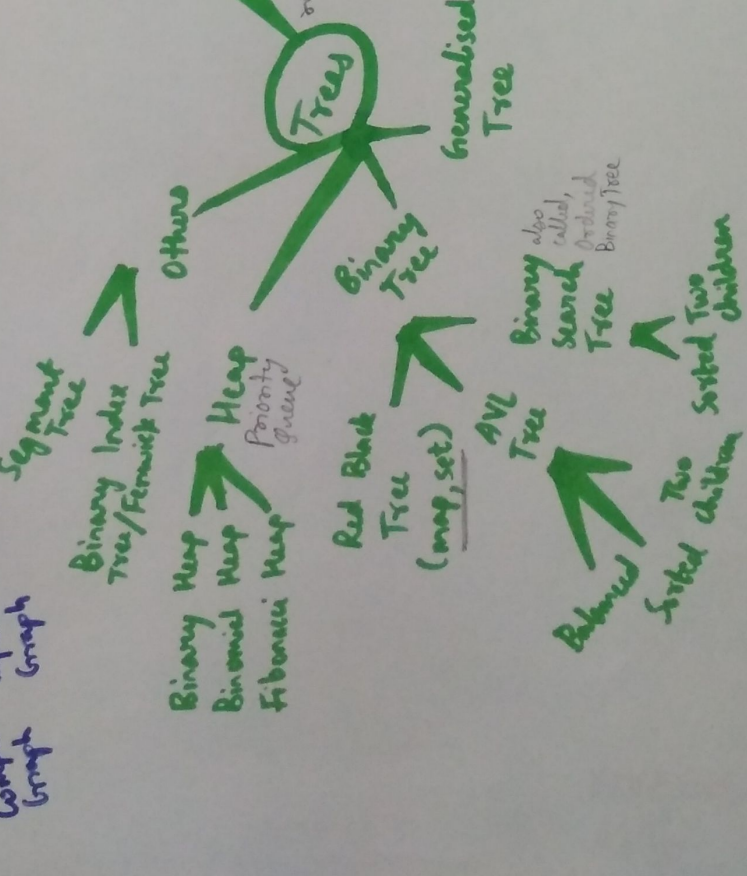 Trees
Generalised
Tree
Binary
Tree
Binary
Search
Tree
also
called,
Ordered
Binary Tree
Sorted
Two
children
AVL
Tree
Balanced
Sorted
Two
children
Red Black
Tree
(map, set)
Heap
Priority
Queue
Binary Heap
Binomial Heap
Fibonacci Heap
Others
Segment
Tree
Binary Index
Tree/Fenwick Tree
Graph
Graph